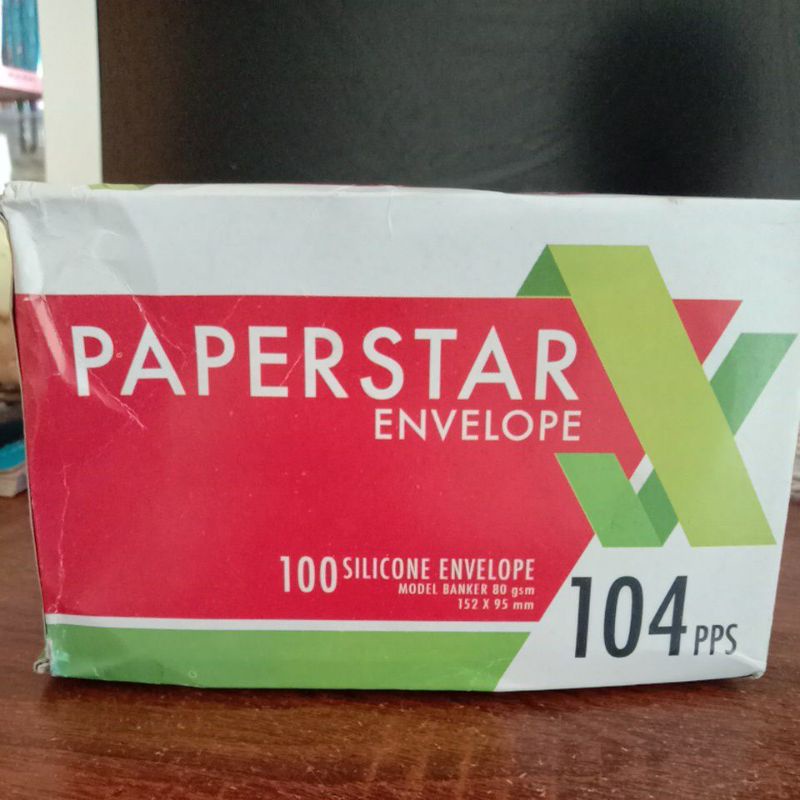 PAPERSTAR
ENVELOPE
100 SILICONE ENVELOPE
MODEL BANKER 80 gsm
152 X 95 mm
104 PPS